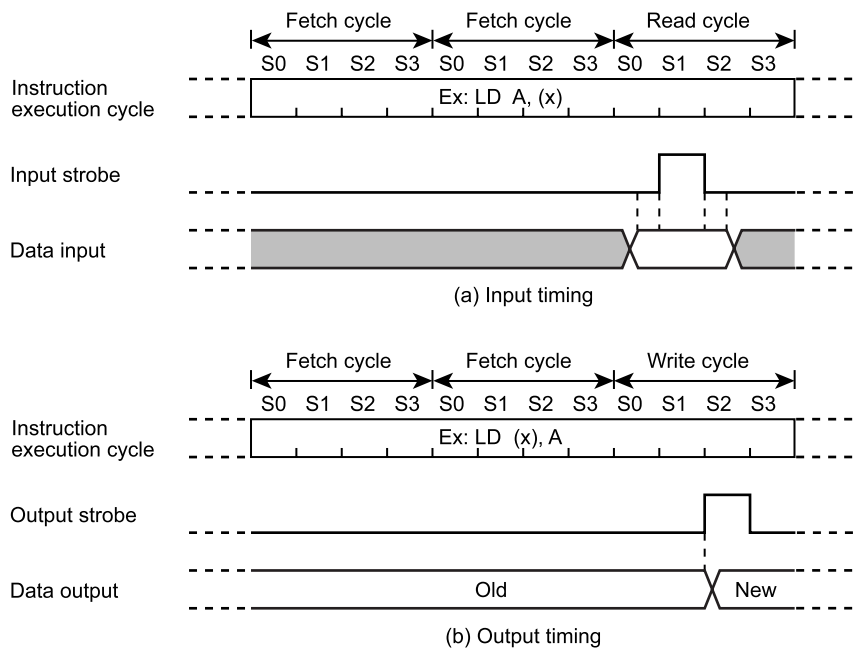 Fetch cycle Fetch cycle Read cycle
S0 S1 S2 S3 S0 S1 S2 S3 S0 S1 S2 S3
Instruction
execution cycle
Ex: LD A, (x)
Input strobe
Data input
(a) Input timing
Fetch cycle Fetch cycle Write cycle
S0 S1 S2 S3 S0 S1 S2 S3 S0 S1 S2 S3
Instruction
execution cycle
Ex: LD (x), A
Output strobe
Data output Old New
(b) Output timing